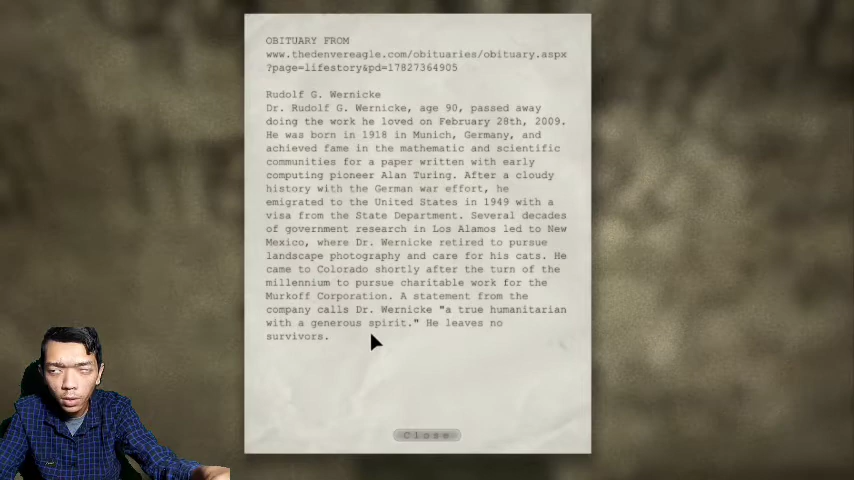 OBITUARY FROM
www.thedenvereagle.com/obituaries/obituary.aspx
?page=lifestory&pd=17827364905
Rudolf G. Wernicke
Dr. Rudolf G. Wernicke, age 90, passed away
doing the work he loved on February 28th, 2009.
He was born in 1918 in Munich, Germany, and
achieved fame in the mathematic and scientific
communities for a paper written with early
computing pioneer Alan Turing. After a cloudy
history with the German war effort, he
emigrated to the United States in 1949 with a
visa from the State Department. Several decades
of government research in Los Alamos led to New
Mexico, where Dr. Wernicke retired to pursue
landscape photography and care for his cats. He
came to Colorado shortly after the turn of the
millennium to pursue charitable work for the
Murkoff Corporation. A statement from the
company calls Dr. Wernicke "a true humanitarian
with a generous spirit." He leaves no
survivors.
Close